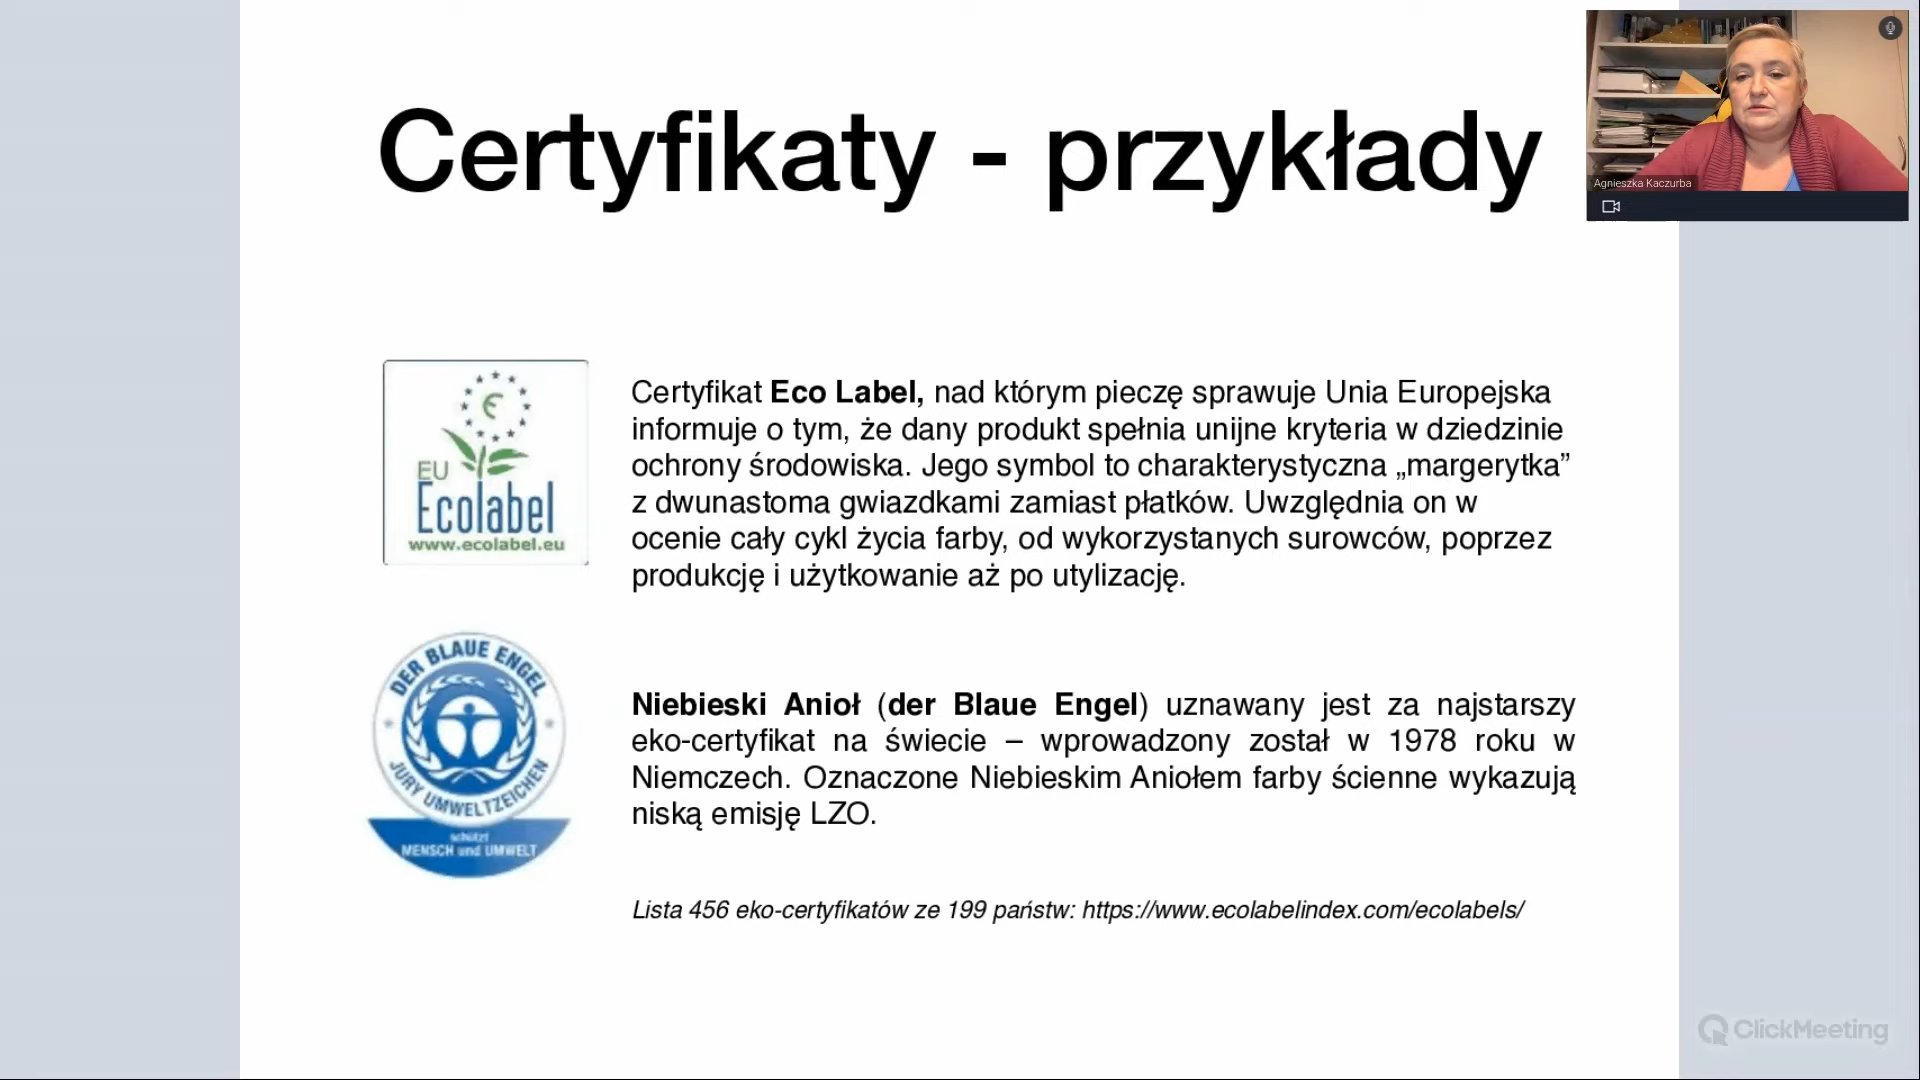 Certyfikaty - przykłady
Agnieszka Kaczurba
EU
Ecolabel
www.ecolabel.eu
Certyfikat Eco Label, nad którym pieczę sprawuje Unia Europejska
informuje o tym, że dany produkt spełnia unijne kryteria w dziedzinie
ochrony środowiska. Jego symbol to charakterystyczna „margerytka”
z dwunastoma gwiazdkami zamiast płatków. Uwzględnia on w
ocenie cały cykl życia farby, od wykorzystanych surowców, poprzez
produkcję i użytkowanie aż po utylizację.
DER BLAUE ENGEL
JURY UMWELTZEICHEN
schützt
MENSCH und UMWELT
Niebieski Anioł (der Blaue Engel) uznawany jest za najstarszy
eko-certyfikat na świecie – wprowadzony został w 1978 roku w
Niemczech. Oznaczone Niebieskim Aniołem farby ścienne wykazują
niską emisję LZO.
Lista 456 eko-certyfikatów ze 199 państw: https://www.ecolabelindex.com/ecolabels/
ClickMeeting